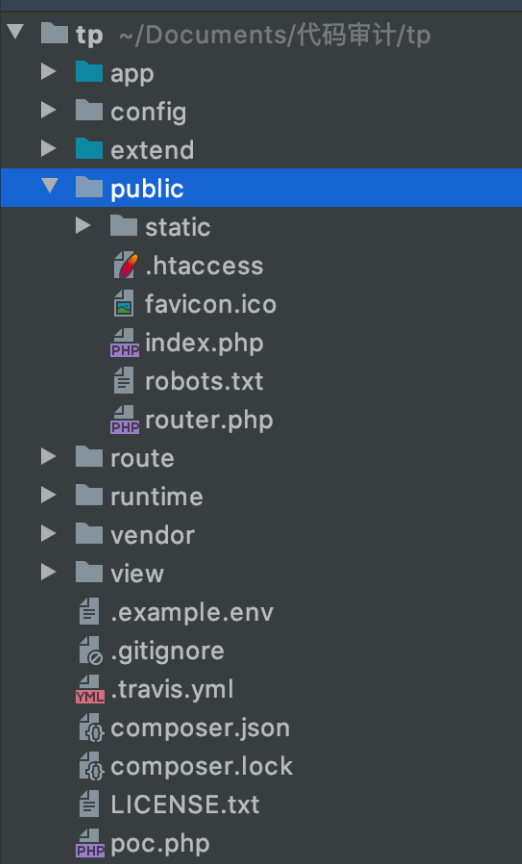 tp ~/Documents/代码审计/tp
app
config
extend
public
static
.htaccess
favicon.ico
PHP index.php
robots.txt
PHP router.php
route
runtime
vendor
view
.example.env
.gitignore
YML .travis.yml
composer.json
composer.lock
LICENSE.txt
PHP poc.php